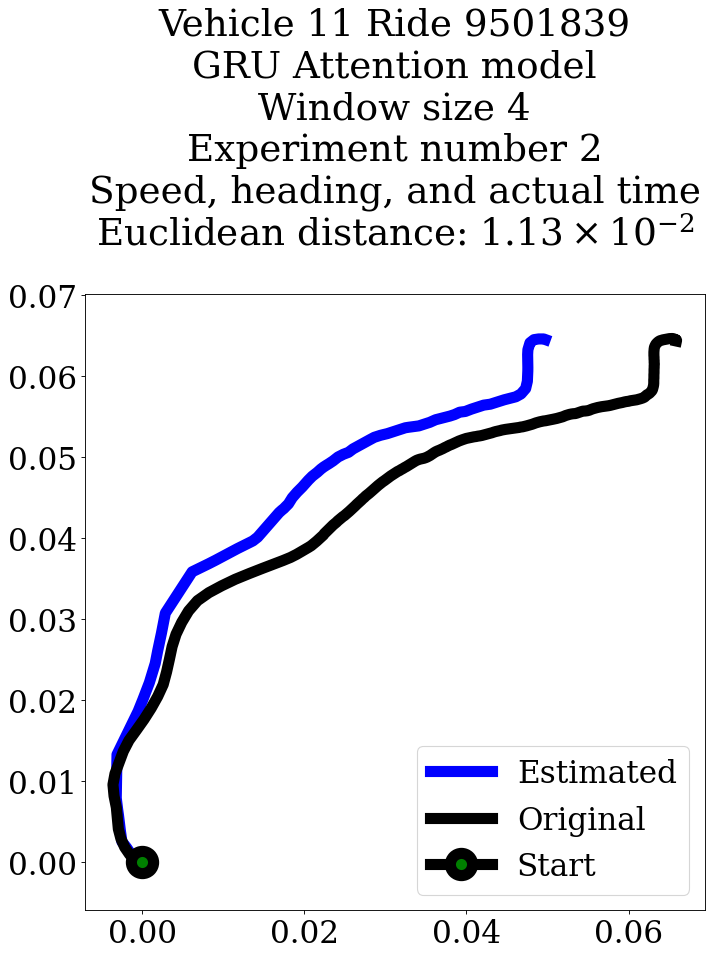 Vehicle 11 Ride 9501839
GRU Attention model
Window size 4
Experiment number 2
Speed, heading, and actual time
Euclidean distance: 1.13 × 10⁻²
0.07
0.06
0.05
0.04
0.03
0.02
0.01
0.00
Estimated
Original
Start
0.00 0.02 0.04 0.06